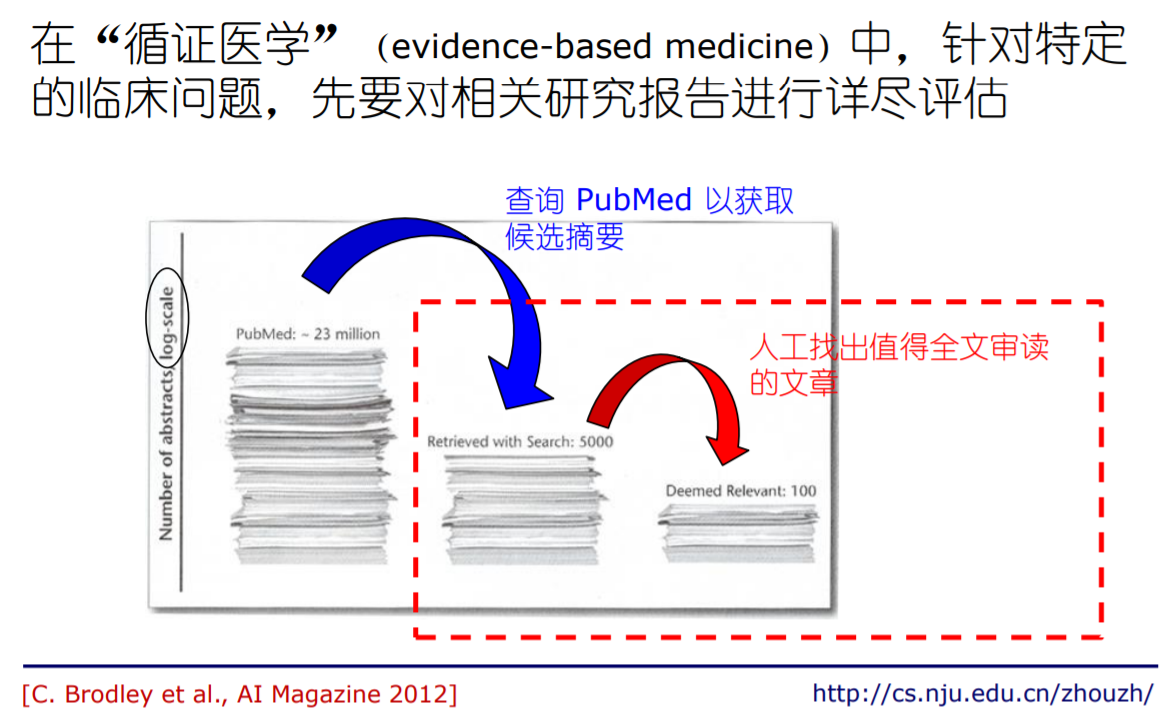 在“循证医学”（evidence-based medicine）中，针对特定
的临床问题，先要对相关研究报告进行详尽评估
查询 PubMed 以获取
候选摘要
Number of abstracts, log-scale
PubMed: ~ 23 million
人工找出值得全文审读
的文章
Retrieved with Search: 5000
Deemed Relevant: 100
[C. Brodley et al., AI Magazine 2012]
http://cs.nju.edu.cn/zhouzh/